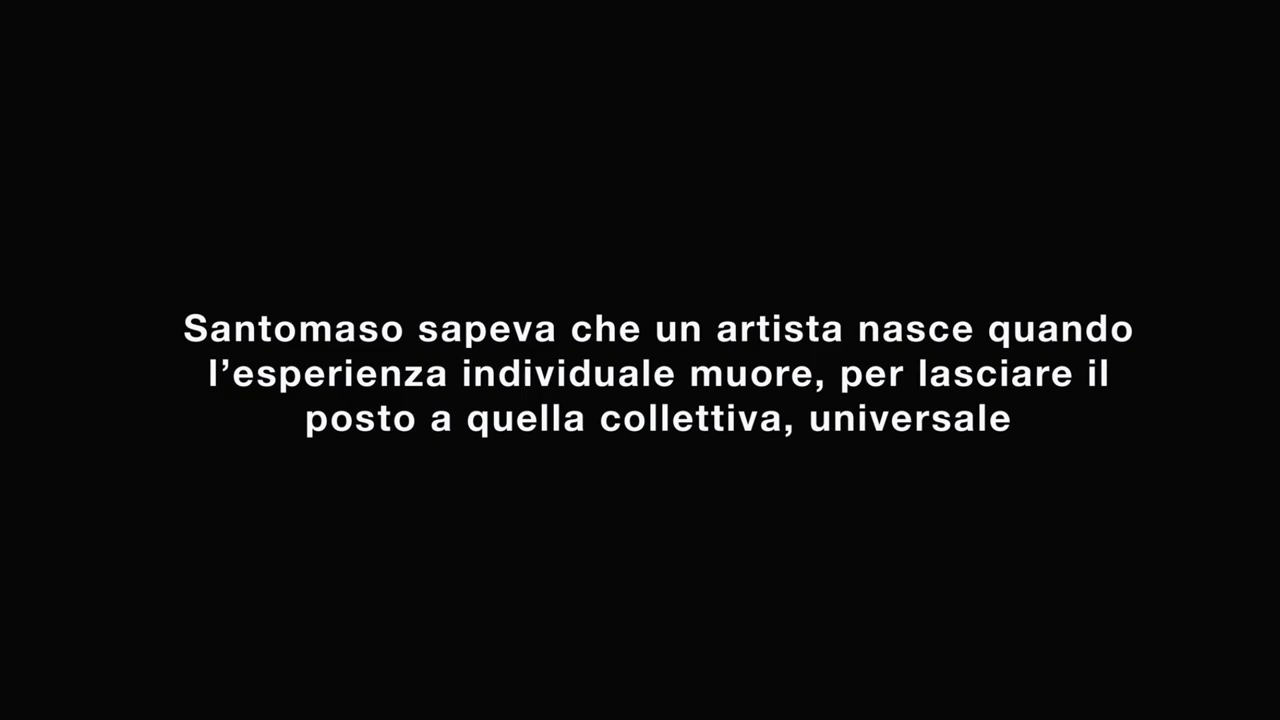 Santomaso sapeva che un artista nasce quando
l’esperienza individuale muore, per lasciare il
posto a quella collettiva, universale